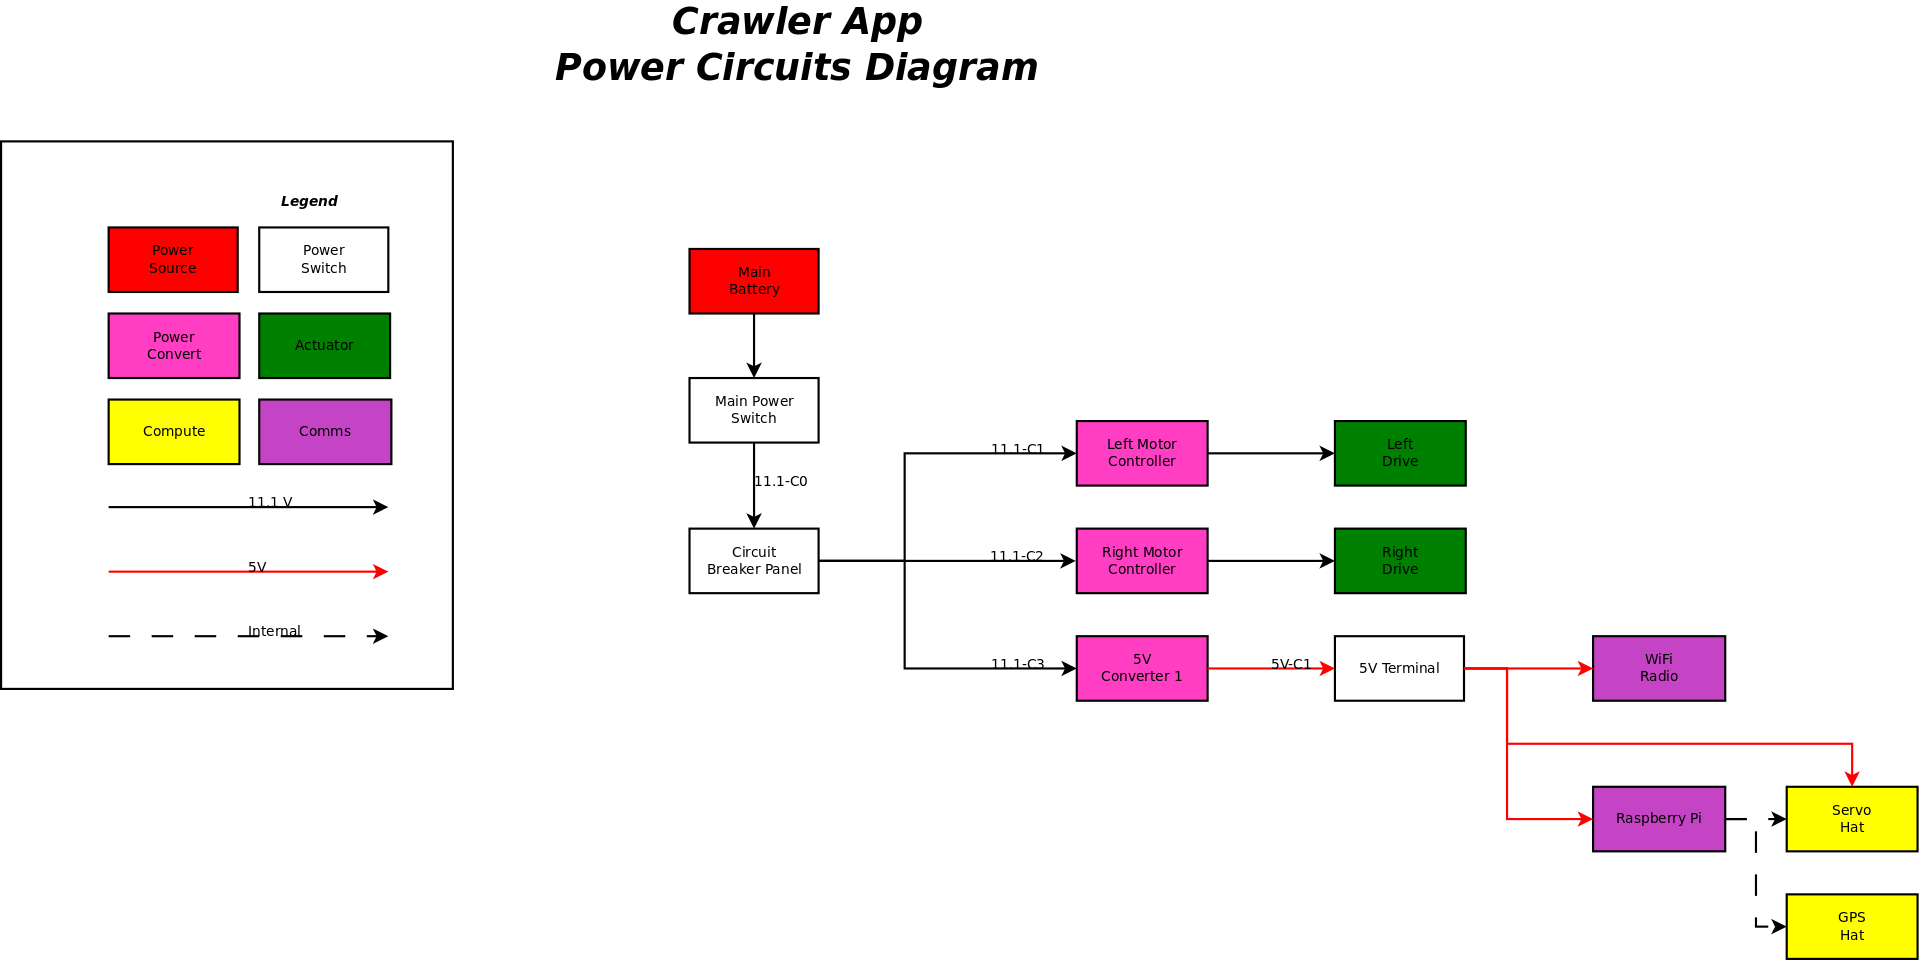 Crawler App
Power Circuits Diagram
Legend
Power
Source
Power
Switch
Power
Convert
Actuator
Compute
Comms
11.1 V
5V
Internal
Main
Battery
Main Power
Switch
11.1-C0
Circuit
Breaker Panel
11.1-C1
Left Motor
Controller
Left
Drive
11.1-C2
Right Motor
Controller
Right
Drive
11.1-C3
5V
Converter 1
5V-C1
5V Terminal
WiFi
Radio
Raspberry Pi
Servo
Hat
GPS
Hat